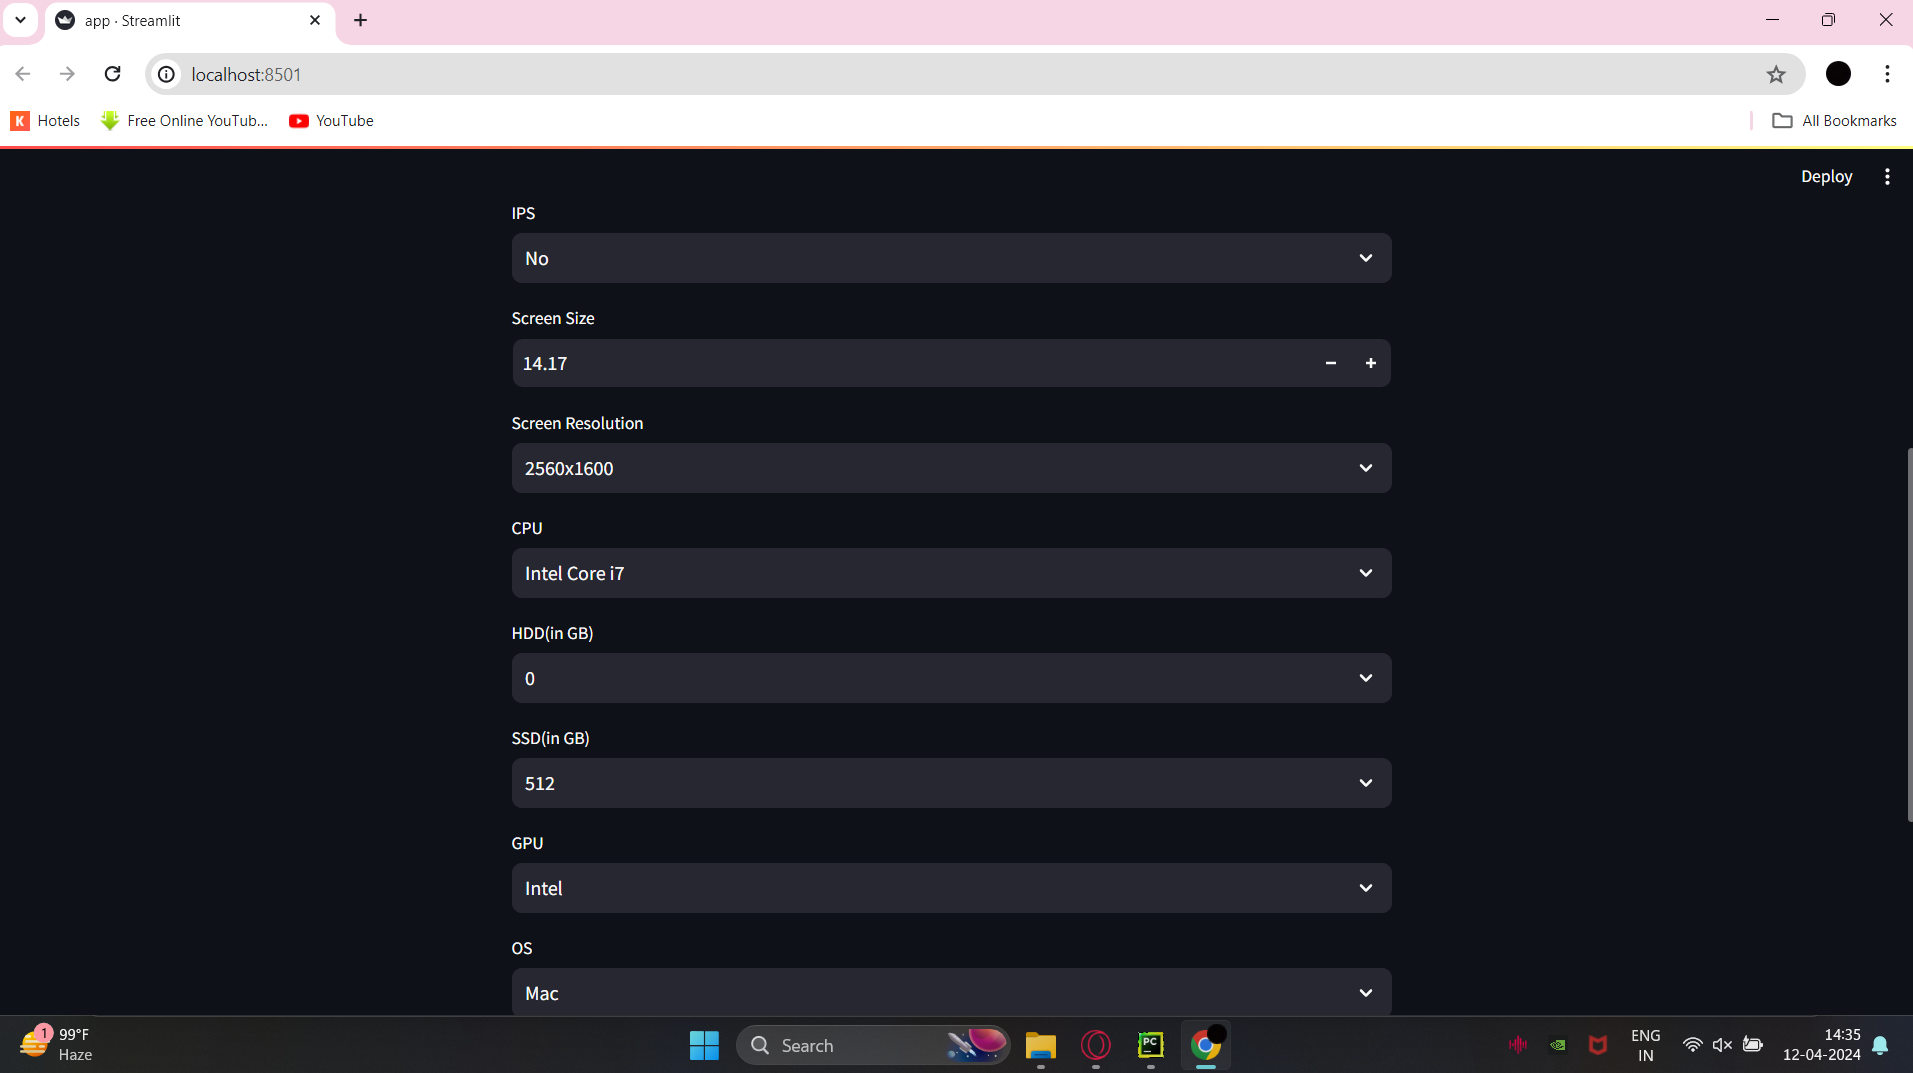 app · Streamlit
localhost:8501
K Hotels
Free Online YouTub...
YouTube
All Bookmarks
Deploy
IPS
No
Screen Size
14.17
Screen Resolution
2560x1600
CPU
Intel Core i7
HDD(in GB)
0
SSD(in GB)
512
GPU
Intel
OS
Mac
1
99°F
Haze
Search
PC
ENG
IN
14:35
12-04-2024